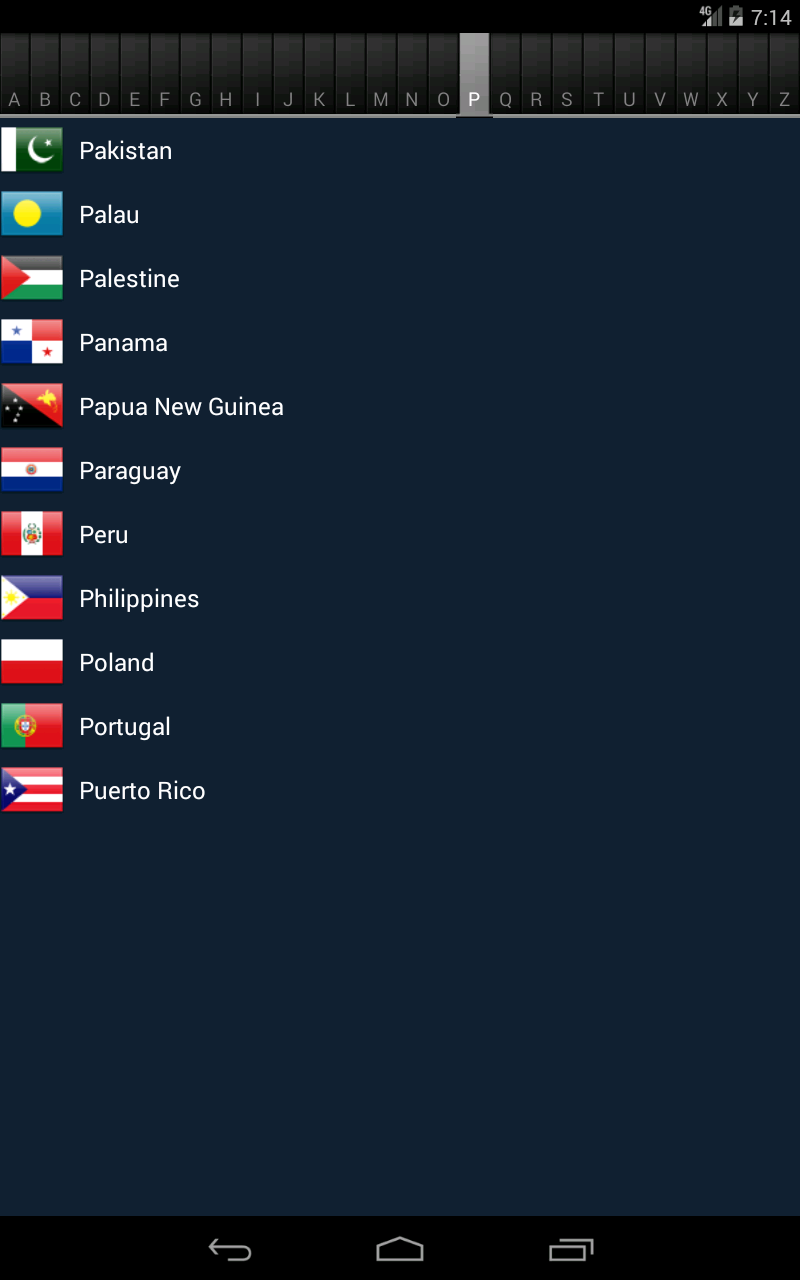 4G 7:14
A B C D E F G H I J K L M N O P Q R S T U V W X Y Z
Pakistan
Palau
Palestine
Panama
Papua New Guinea
Paraguay
Peru
Philippines
Poland
Portugal
Puerto Rico